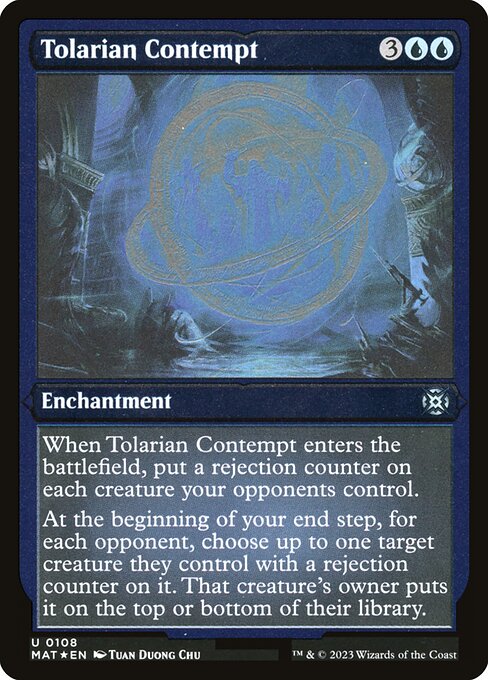 Tolarian Contempt 3
Enchantment
When Tolarian Contempt enters the
battlefield, put a rejection counter on
each creature your opponents control.
At the beginning of your end step, for
each opponent, choose up to one target
creature they control with a rejection
counter on it. That creature's owner puts
it on the top or bottom of their library.
U 0108
MAT★EN Tuan Duong Chu ™ & © 2023 Wizards of the Coast